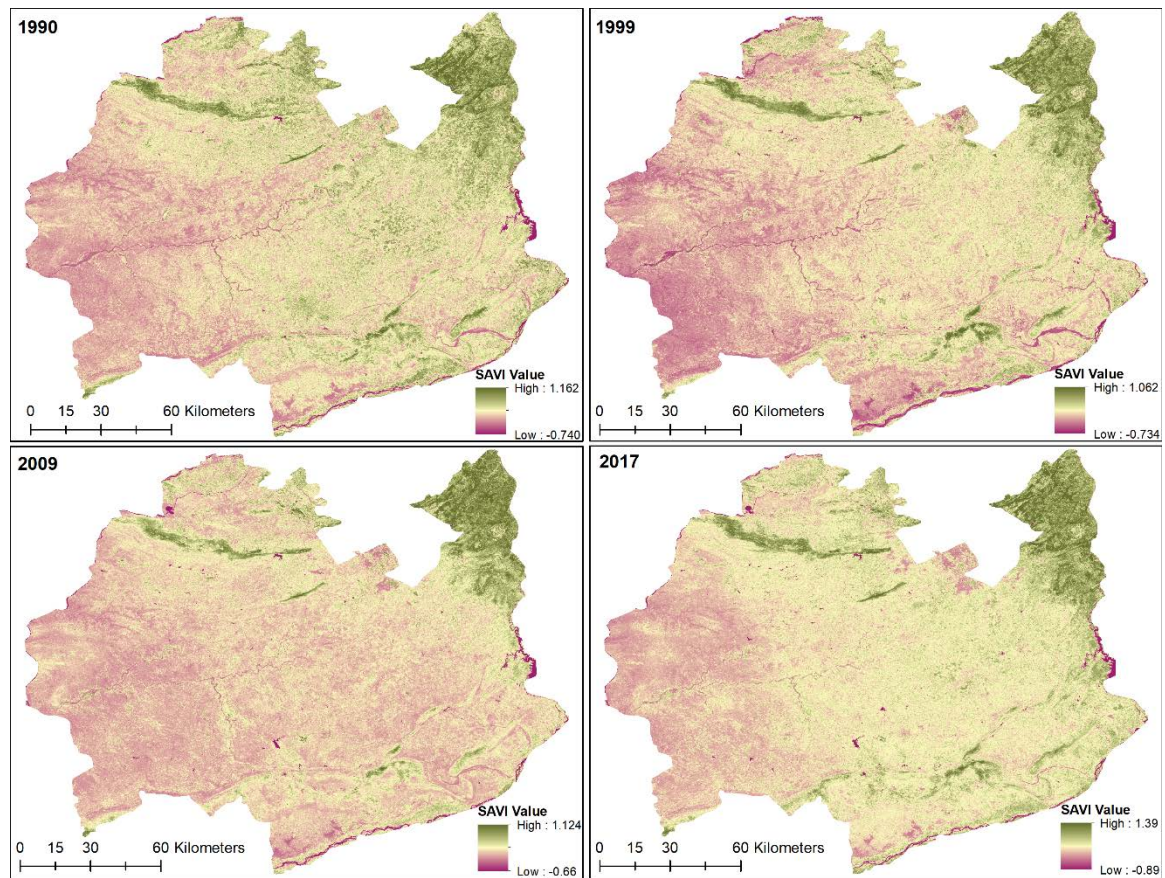 1990
SAVI Value
High : 1.162
Low : -0.740
0 15 30 60 Kilometers
1999
SAVI Value
High : 1.062
Low : -0.734
0 15 30 60 Kilometers
2009
SAVI Value
High : 1.124
Low : -0.66
0 15 30 60 Kilometers
2017
SAVI Value
High : 1.39
Low : -0.89
0 15 30 60 Kilometers